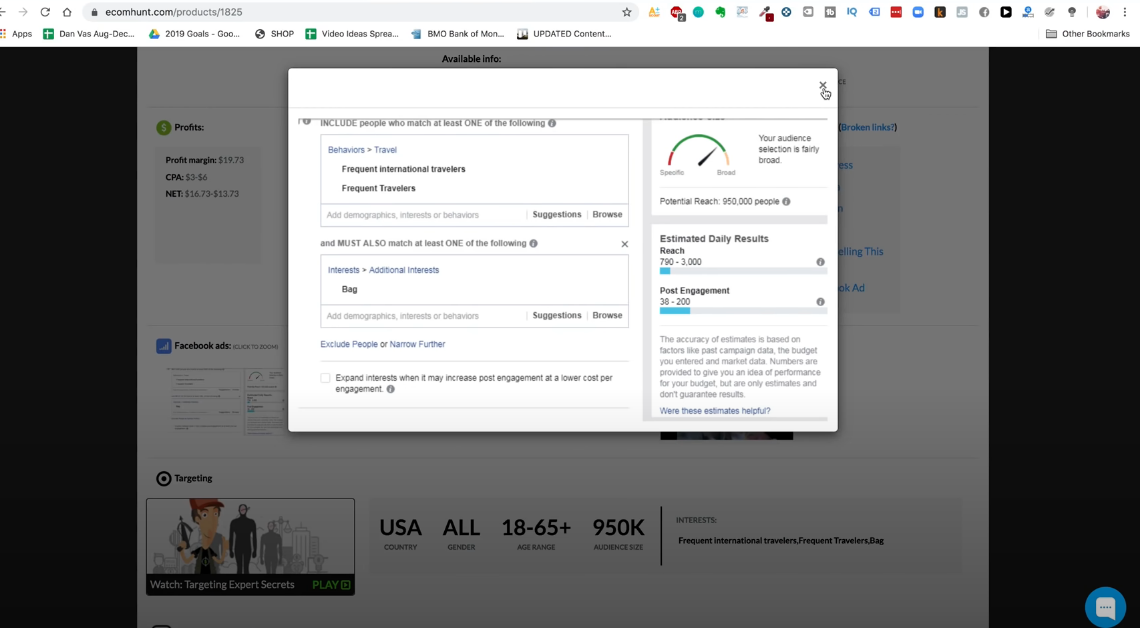 ecomhunt.com/products/1825
Apps Dan Vas Aug-Dec... 2019 Goals - Goo... SHOP Video Ideas Sprea... BMO Bank of Mon... UPDATED Content... Other Bookmarks
Available info:
Profits:
Profit margin: $19.73
CPA: $3-$6
NET: $16.73-$13.73
(Broken links?)
INCLUDE people who match at least ONE of the following
Behaviors > Travel
Frequent international travelers
Frequent Travelers
Add demographics, interests or behaviors Suggestions Browse
and MUST ALSO match at least ONE of the following
Interests > Additional Interests
Bag
Add demographics, interests or behaviors Suggestions Browse
Exclude People or Narrow Further
Expand interests when it may increase post engagement at a lower cost per
engagement.
Your audience
selection is fairly
broad.
Specific Broad
Potential Reach: 950,000 people
Estimated Daily Results
Reach
790 - 3,000
Post Engagement
38 - 200
The accuracy of estimates is based on
factors like past campaign data, the budget
you entered and market data. Numbers are
provided to give you an idea of performance
for your budget, but are only estimates and
don't guarantee results.
Were these estimates helpful?
elling This
ok Ad
Facebook ads: (CLICK TO ZOOM)
Targeting
Watch: Targeting Expert Secrets PLAY
USA ALL 18-65+ 950K
COUNTRY GENDER AGE RANGE AUDIENCE SIZE
INTERESTS:
Frequent international travelers,Frequent Travelers,Bag